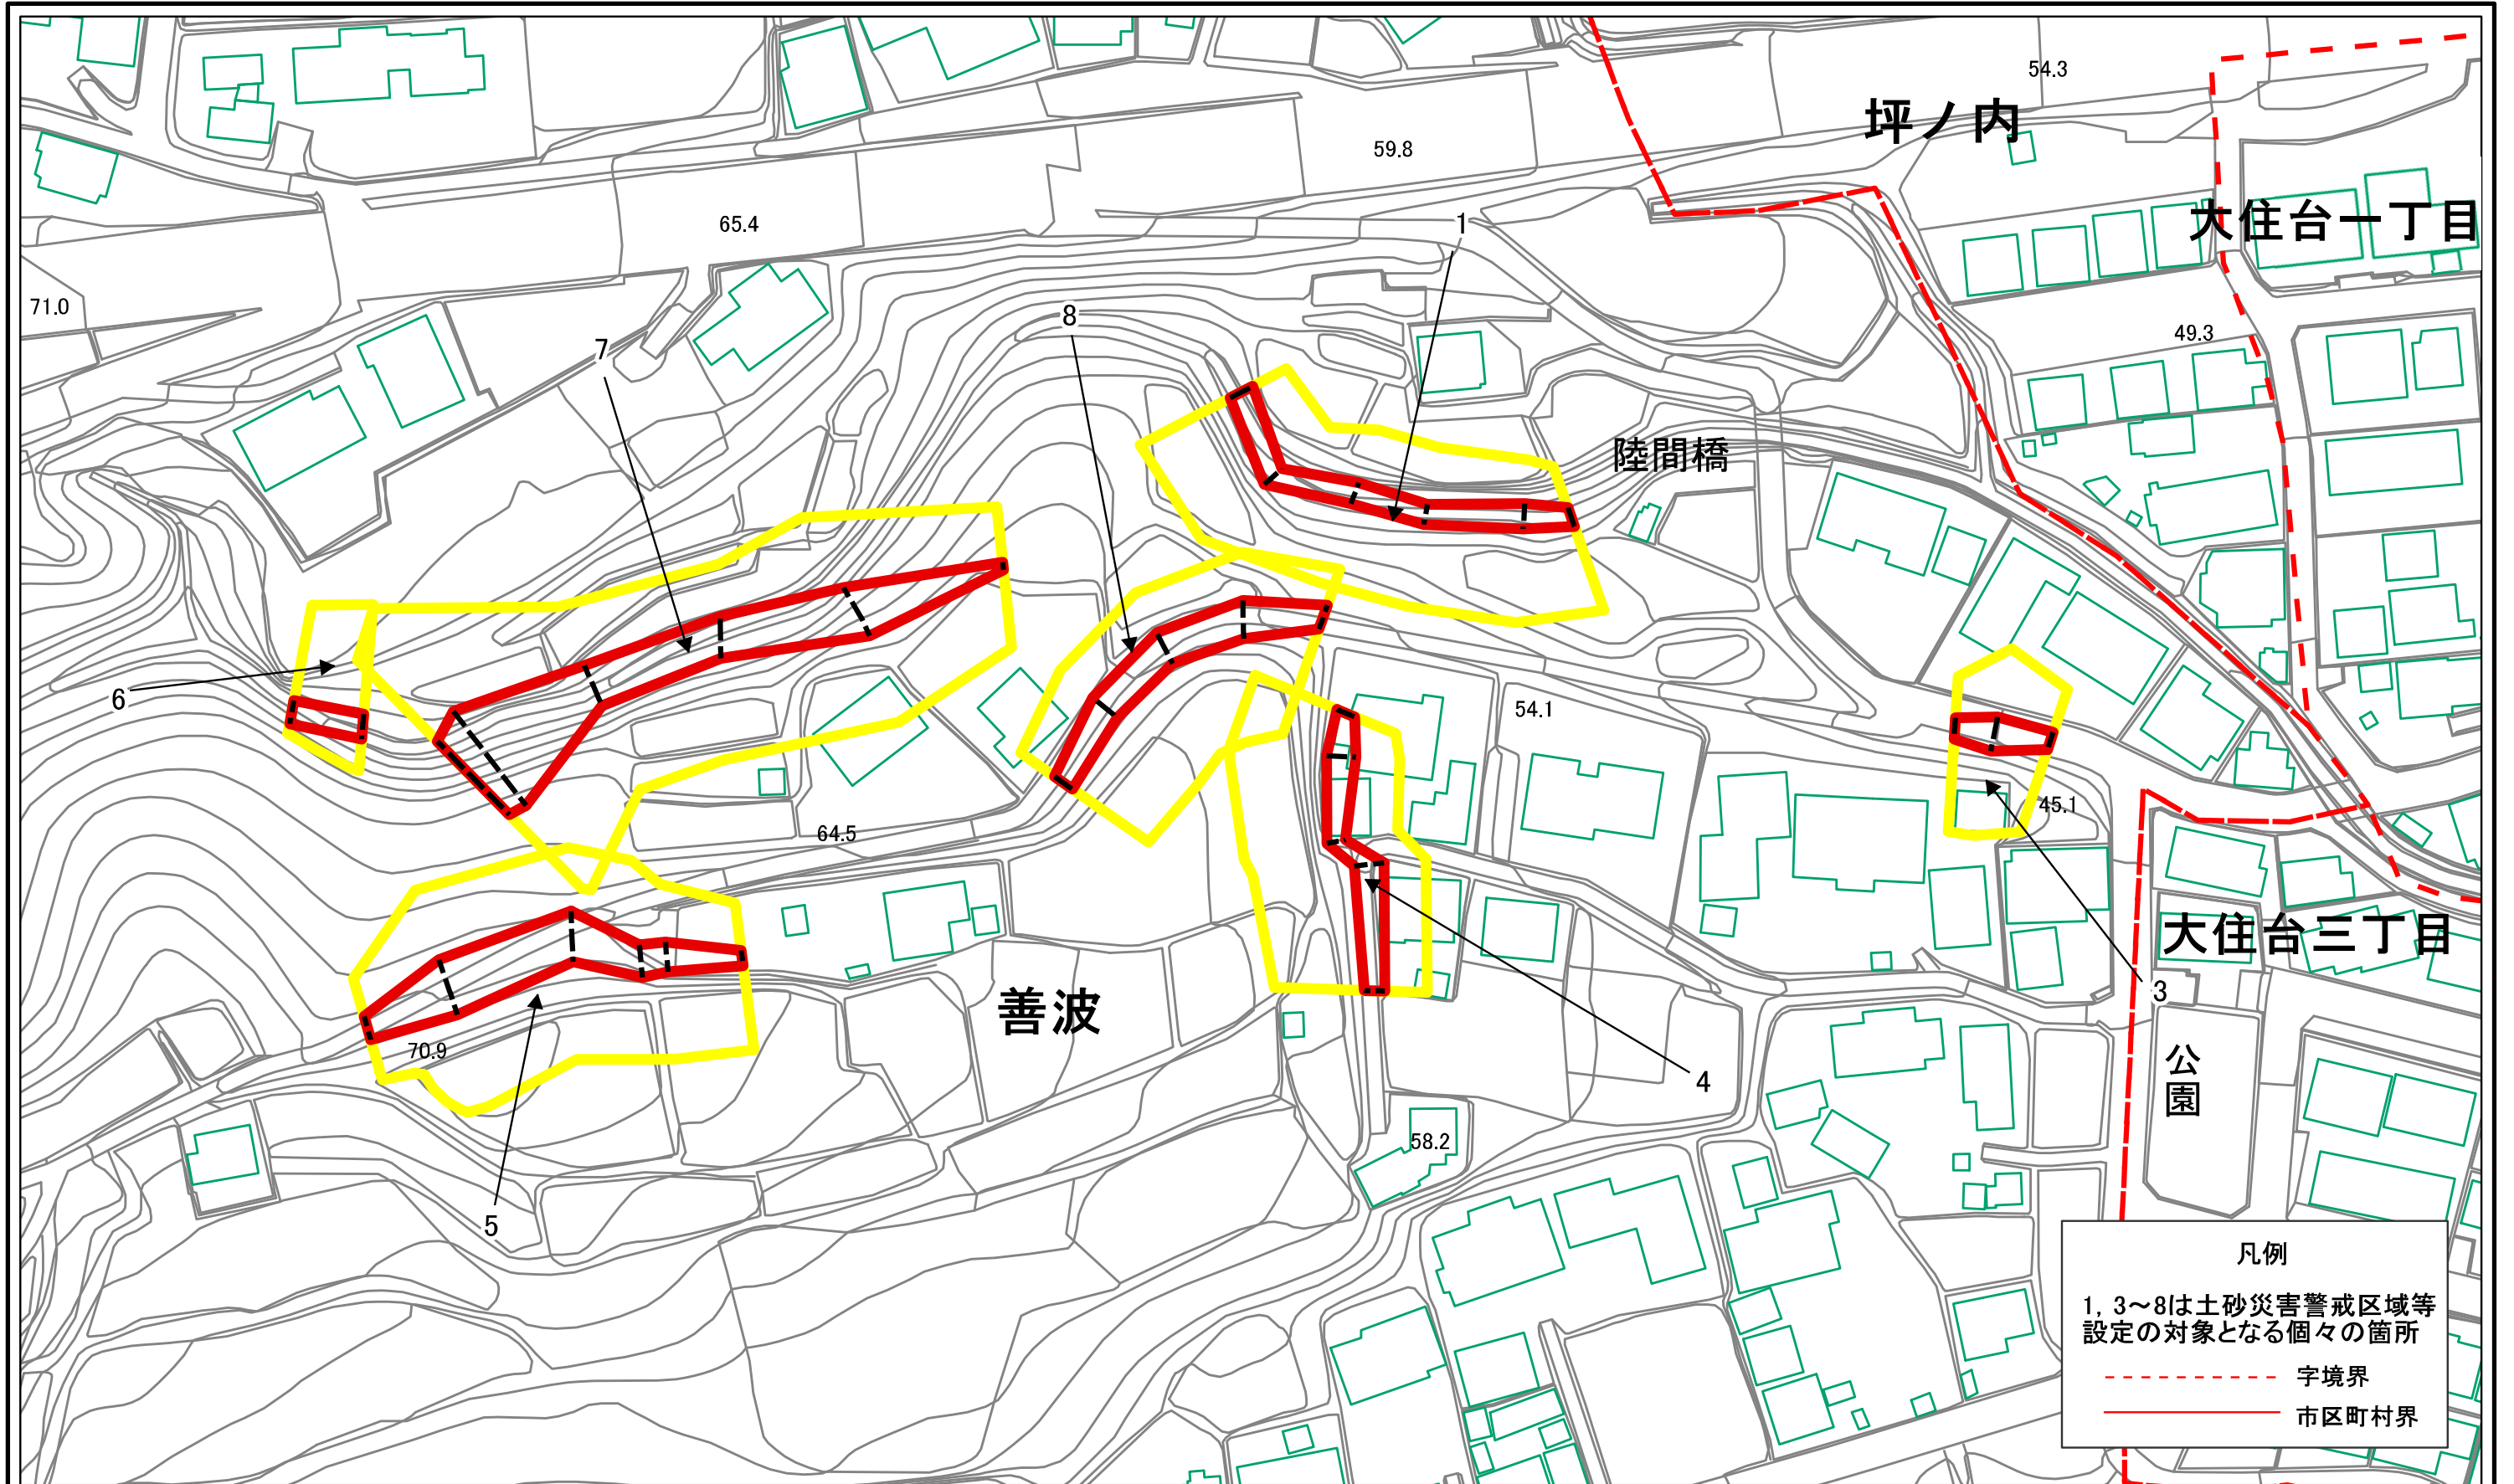 54.3
坪ノ内
59.8
大住台一丁目
65.4
1
71.0
8
49.3
7
陸間橋
6
54.1
45.1
64.5
大住台三丁目
3
善波
70.9
公園
4
58.2
5
凡例
1, 3～8は土砂災害警戒区域等
設定の対象となる個々の箇所
字境界
市区町村界